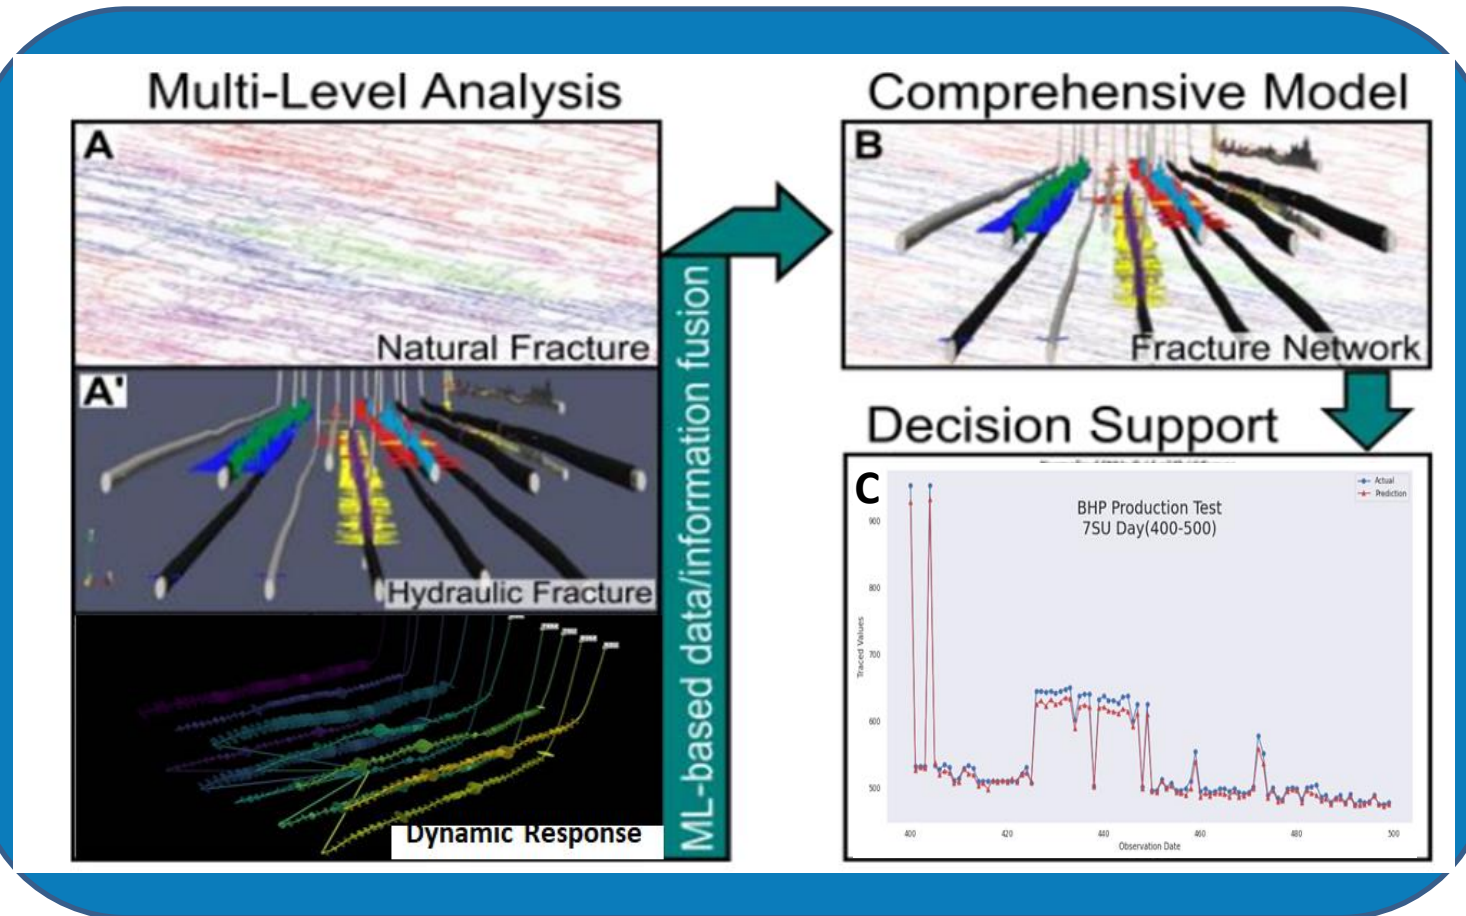 Multi-Level Analysis
A
Natural Fracture
A'
Hydraulic Fracture
Dynamic Response
ML-based data/information fusion
Comprehensive Model
B
Fracture Network
Decision Support
C
BHP Production Test
7SU Day(400-500)
Actual
Prediction
Traced Values
900
800
700
600
500
400 420 440 460 480 500
Observation Date